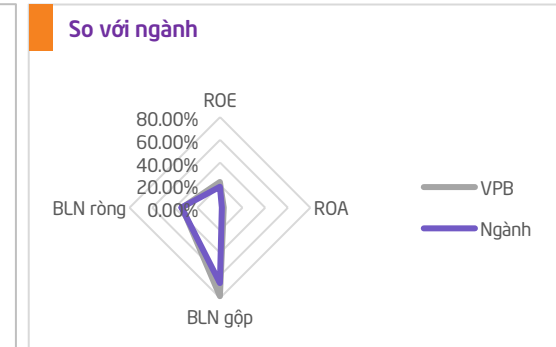 So với ngành
ROE
80.00%
60.00%
40.00%
20.00%
BLN ròng
0.00%
ROA
BLN gộp
VPB
Ngành